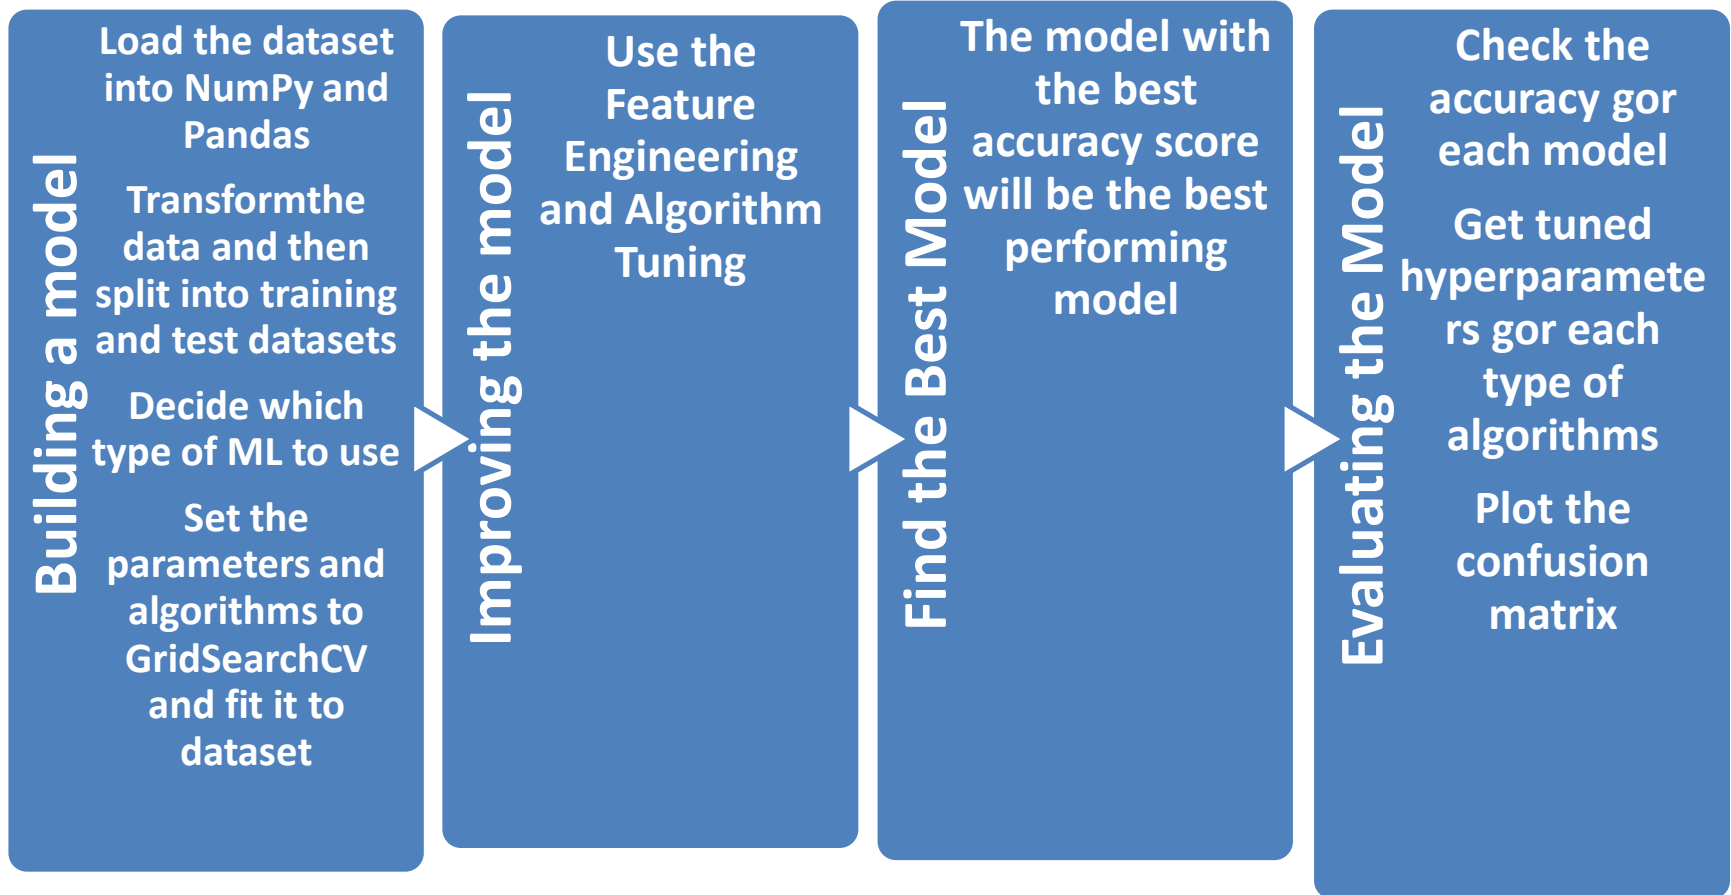 Building a model
Load the dataset
into NumPy and
Pandas
Transformthe
data and then
split into training
and test datasets
Decide which
type of ML to use
Set the
parameters and
algorithms to
GridSearchCV
and fit it to
dataset
Improving the model
Use the
Feature
Engineering
and Algorithm
Tuning
Find the Best Model
The model with
the best
accuracy score
will be the best
performing
model
Evaluating the Model
Check the
accuracy gor
each model
Get tuned
hyperparamete
rs gor each
type of
algorithms
Plot the
confusion
matrix